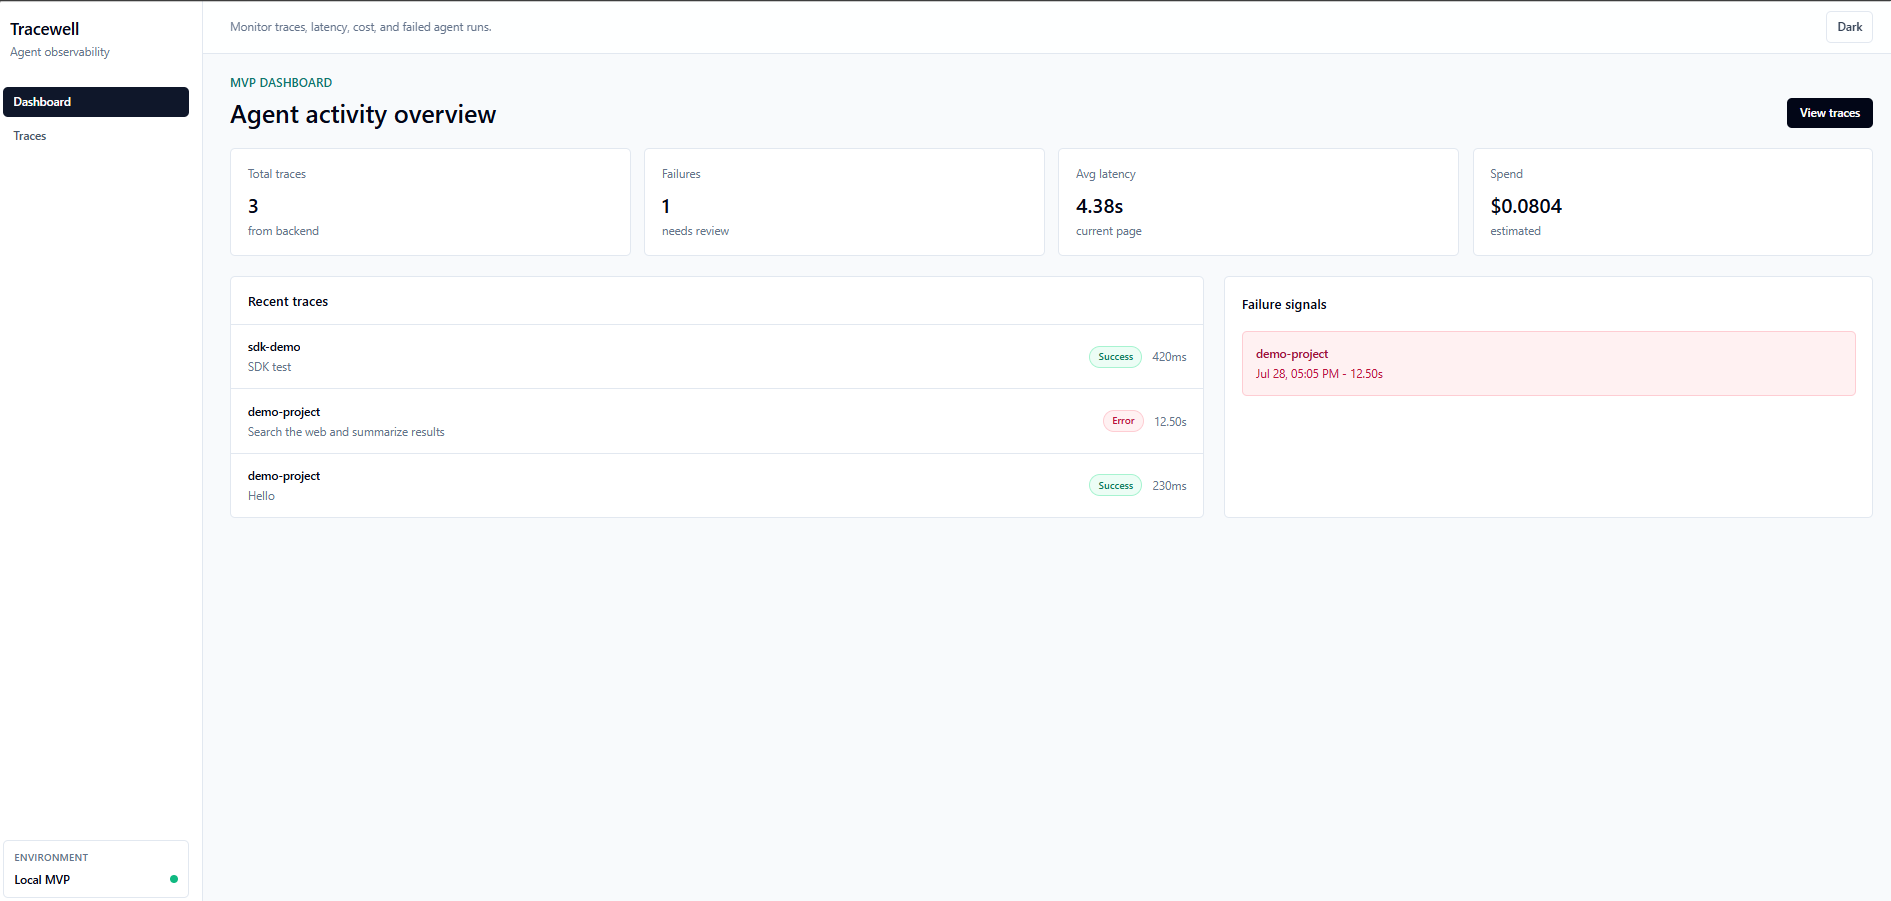 Tracewell
Agent observability
Dashboard
Traces
ENVIRONMENT
Local MVP
Monitor traces, latency, cost, and failed agent runs.
Dark
MVP DASHBOARD
Agent activity overview
View traces
Total traces
3
from backend
Failures
1
needs review
Avg latency
4.38s
current page
Spend
$0.0804
estimated
Recent traces
sdk-demo
SDK test
Success 420ms
demo-project
Search the web and summarize results
Error 12.50s
demo-project
Hello
Success 230ms
Failure signals
demo-project
Jul 28, 05:05 PM - 12.50s